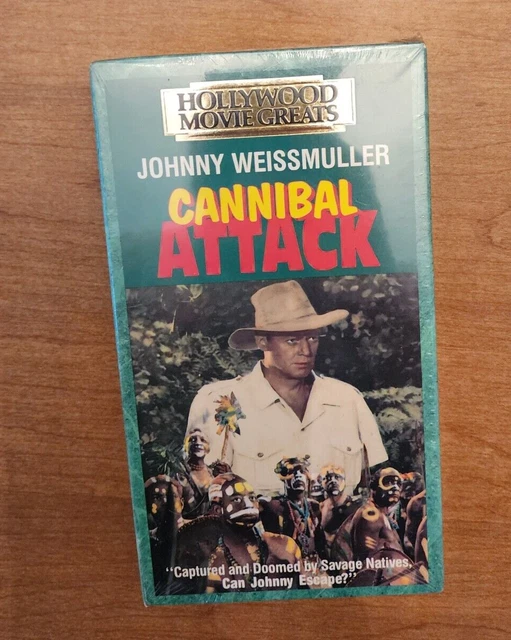 HOLLYWOOD
MOVIE GREATS
JOHNNY WEISSMULLER
CANNIBAL
ATTACK
"Captured and Doomed by Savage Natives,
Can Johnny Escape?"